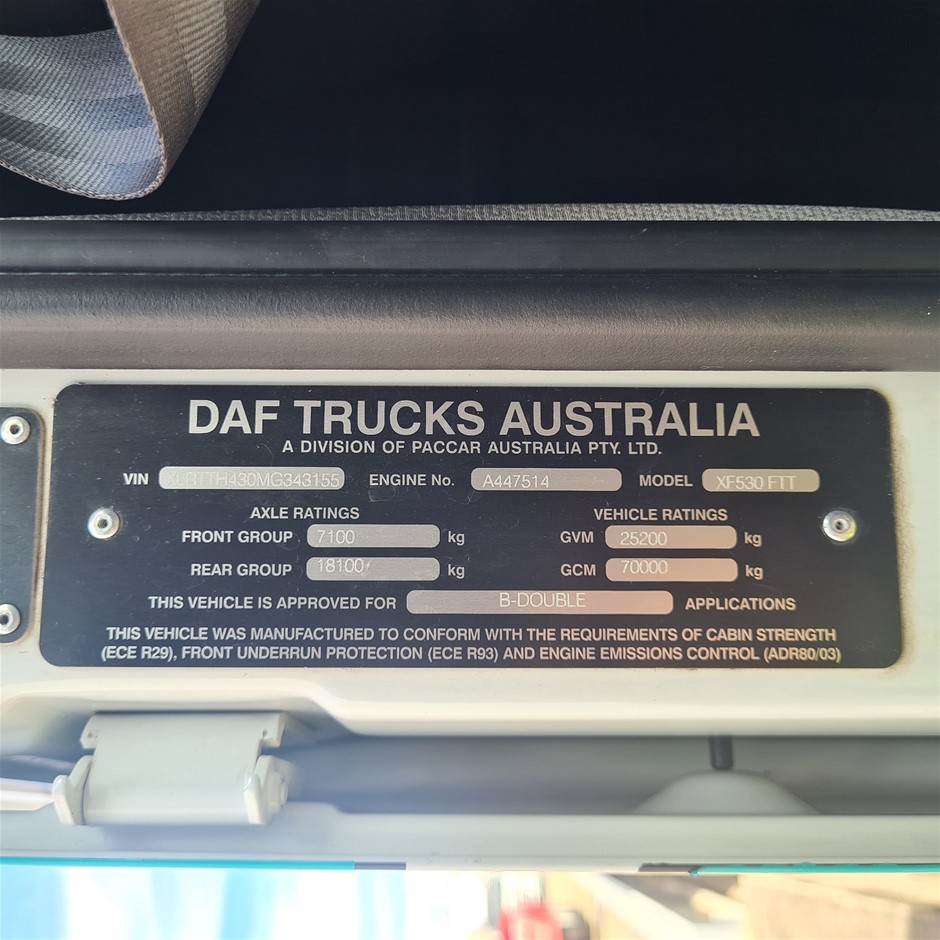 DAF TRUCKS AUSTRALIA
A DIVISION OF PACCAR AUSTRALIA PTY. LTD.
VIN XLRTTH430MG343155 ENGINE No. A447514 MODEL XF530 FTT
AXLE RATINGS VEHICLE RATINGS
FRONT GROUP 7100 kg GVM 25200 kg
REAR GROUP 18100 kg GCM 70000 kg
THIS VEHICLE IS APPROVED FOR B-DOUBLE APPLICATIONS
THIS VEHICLE WAS MANUFACTURED TO CONFORM WITH THE REQUIREMENTS OF CABIN STRENGTH
(ECE R29), FRONT UNDERRUN PROTECTION (ECE R93) AND ENGINE EMISSIONS CONTROL (ADR80/03)